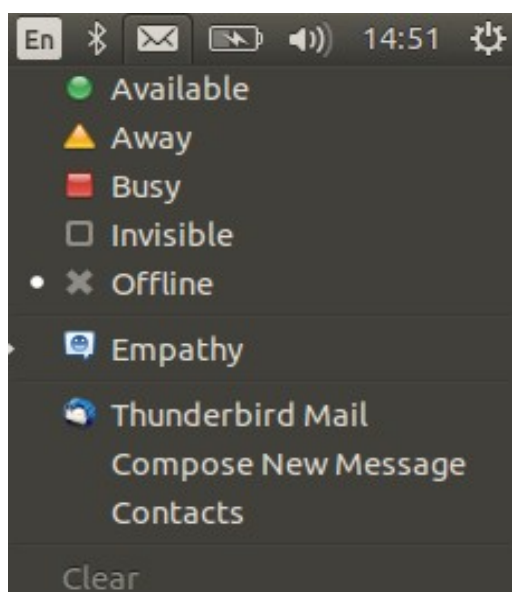 En 14:51
Available
Away
Busy
Invisible
Offline
Empathy
Thunderbird Mail
Compose New Message
Contacts
Clear